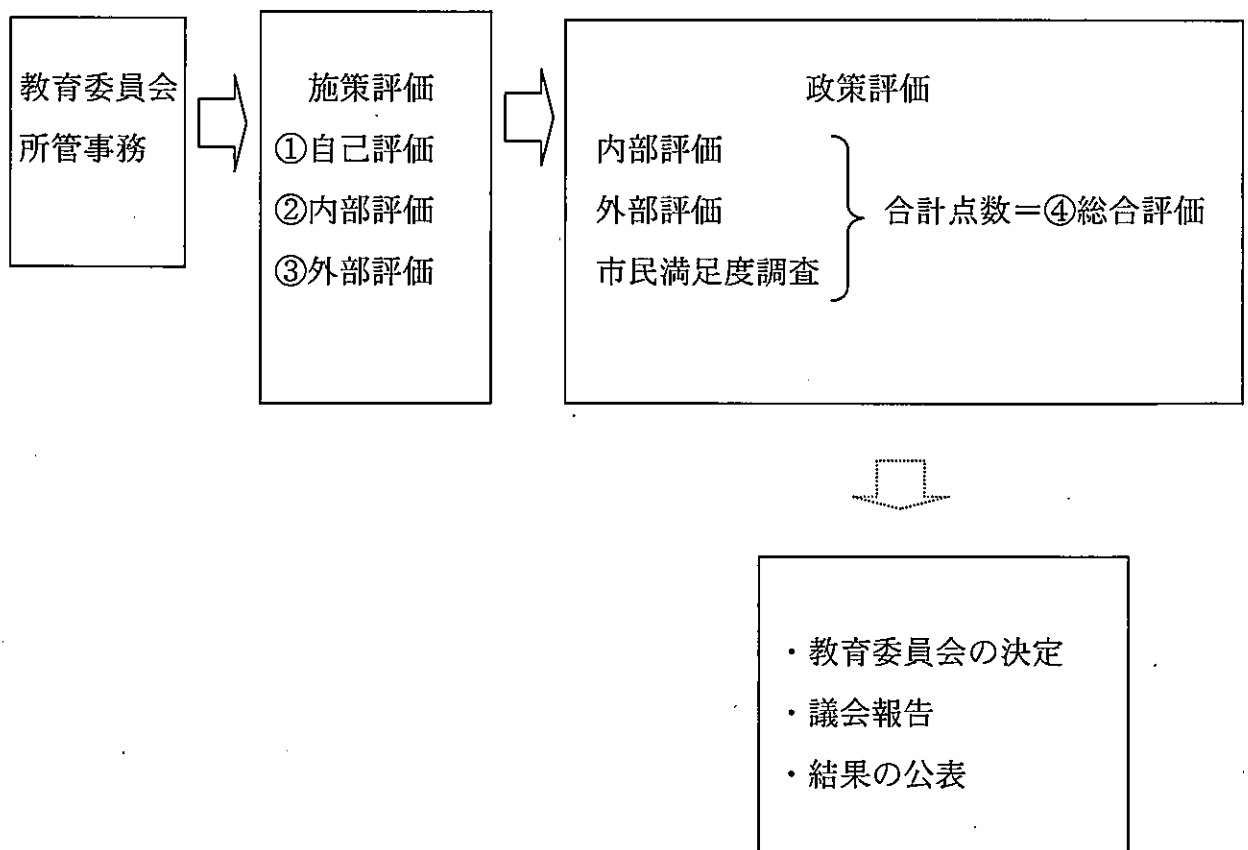 教育委員会
所管事務
施策評価
①自己評価
②内部評価
③外部評価
政策評価
内部評価
外部評価
市民満足度調査
合計点数=④総合評価
・教育委員会の決定
・議会報告
・結果の公表